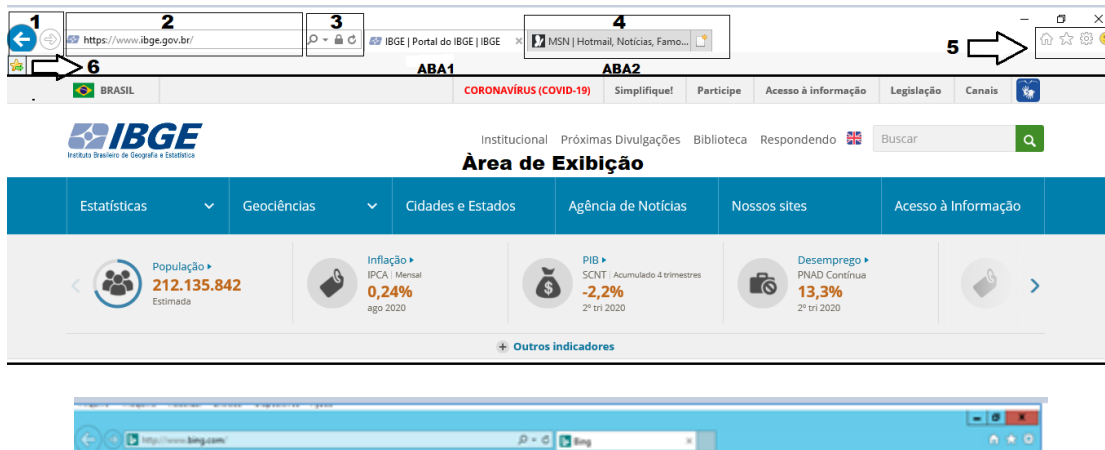 1 2 3 4
https://www.ibge.gov.br/ IBGE | Portal do IBGE | IBGE × MSN | Hotmail, Notícias, Famo...
5
6 ABA1 ABA2
BRASIL CORONAVÍRUS (COVID-19) Simplifique! Participe Acesso à informação Legislação Canais
IBGE
Instituto Brasileiro de Geografia e Estatística
Institucional Próximas Divulgações Biblioteca Respondendo Buscar
Àrea de Exibição
Estatísticas Geociências Cidades e Estados Agência de Notícias Nossos sites Acesso à Informação
População Inflação PIB Desemprego
IPCA | Mensal SCNT | Acumulado 4 trimestres PNAD Contínua
212.135.842 0,24% -2,2% 13,3%
Estimada ago 2020 2º tri 2020 2º tri 2020
Outros indicadores
http://www.bing.com/ Bing